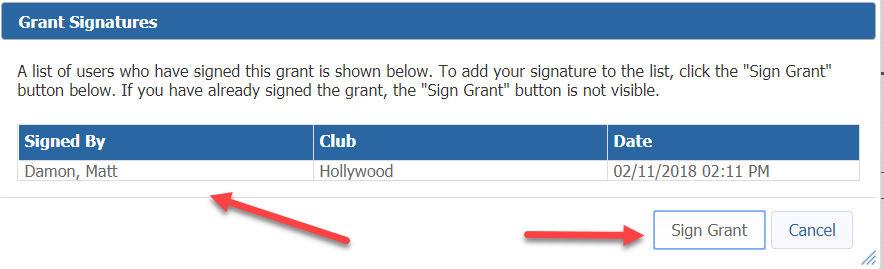 Grant Signatures
A list of users who have signed this grant is shown below. To add your signature to the list, click the "Sign Grant"
button below. If you have already signed the grant, the "Sign Grant" button is not visible.
Signed By Club Date
Damon, Matt Hollywood 02/11/2018 02:11 PM
Sign Grant Cancel